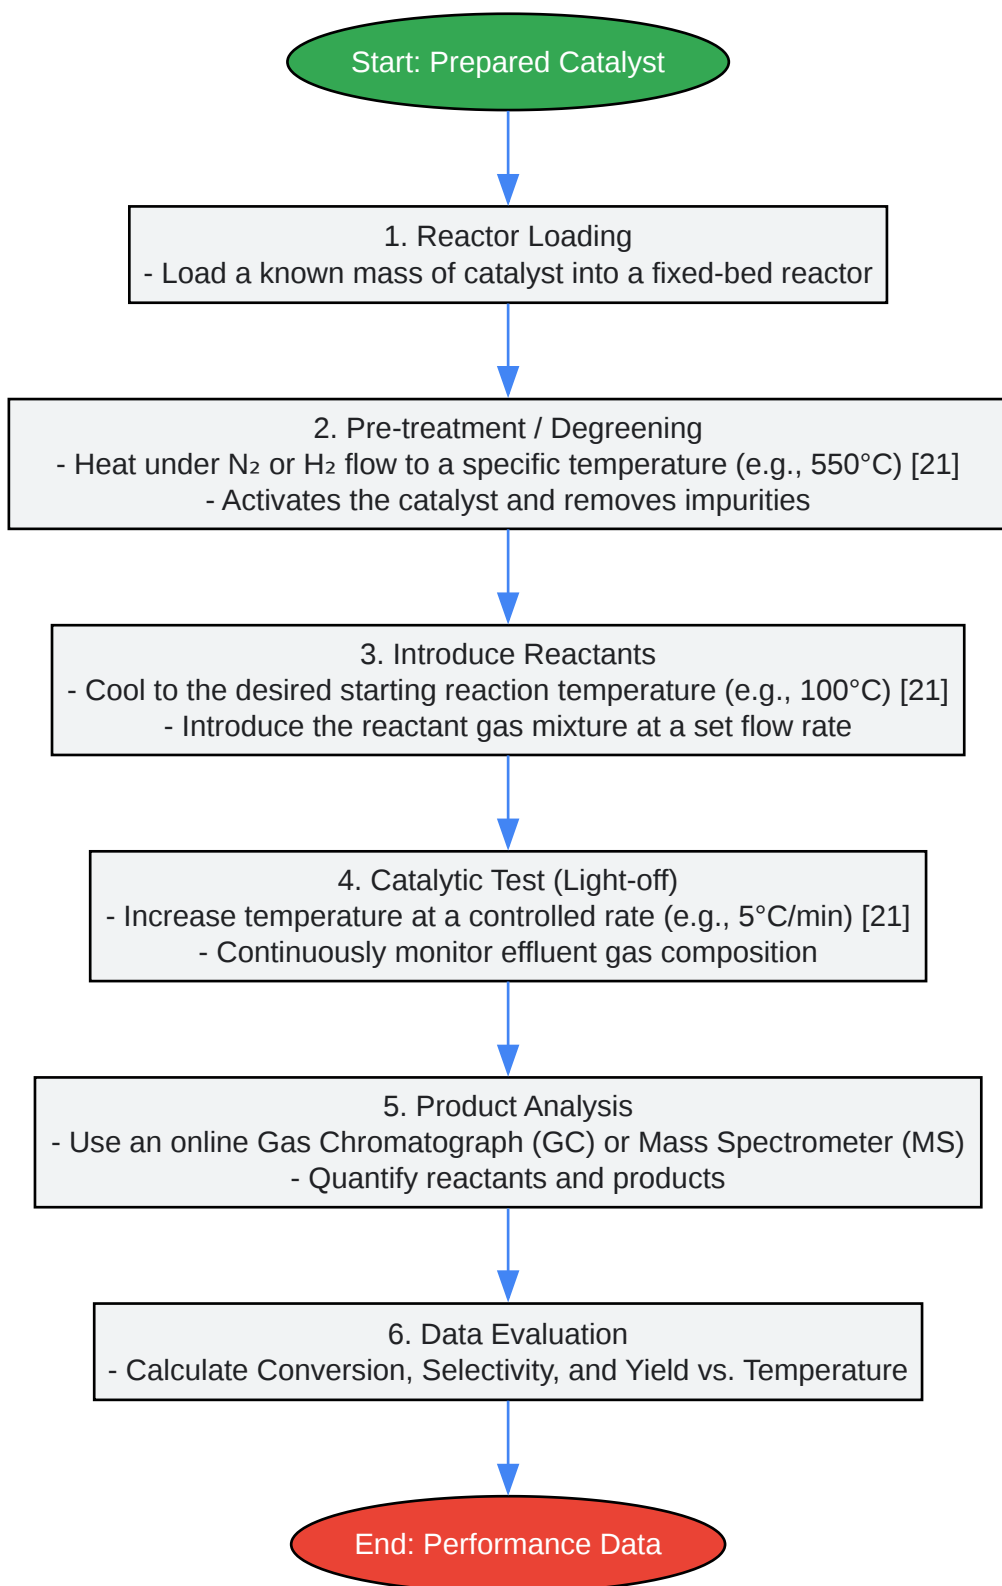 Start: Prepared Catalyst
1. Reactor Loading
- Load a known mass of catalyst into a fixed-bed reactor
2. Pre-treatment / Degreening
- Heat under N₂ or H₂ flow to a specific temperature (e.g., 550°C) [21]
- Activates the catalyst and removes impurities
3. Introduce Reactants
- Cool to the desired starting reaction temperature (e.g., 100°C) [21]
- Introduce the reactant gas mixture at a set flow rate
4. Catalytic Test (Light-off)
- Increase temperature at a controlled rate (e.g., 5°C/min) [21]
- Continuously monitor effluent gas composition
5. Product Analysis
- Use an online Gas Chromatograph (GC) or Mass Spectrometer (MS)
- Quantify reactants and products
6. Data Evaluation
- Calculate Conversion, Selectivity, and Yield vs. Temperature
End: Performance Data